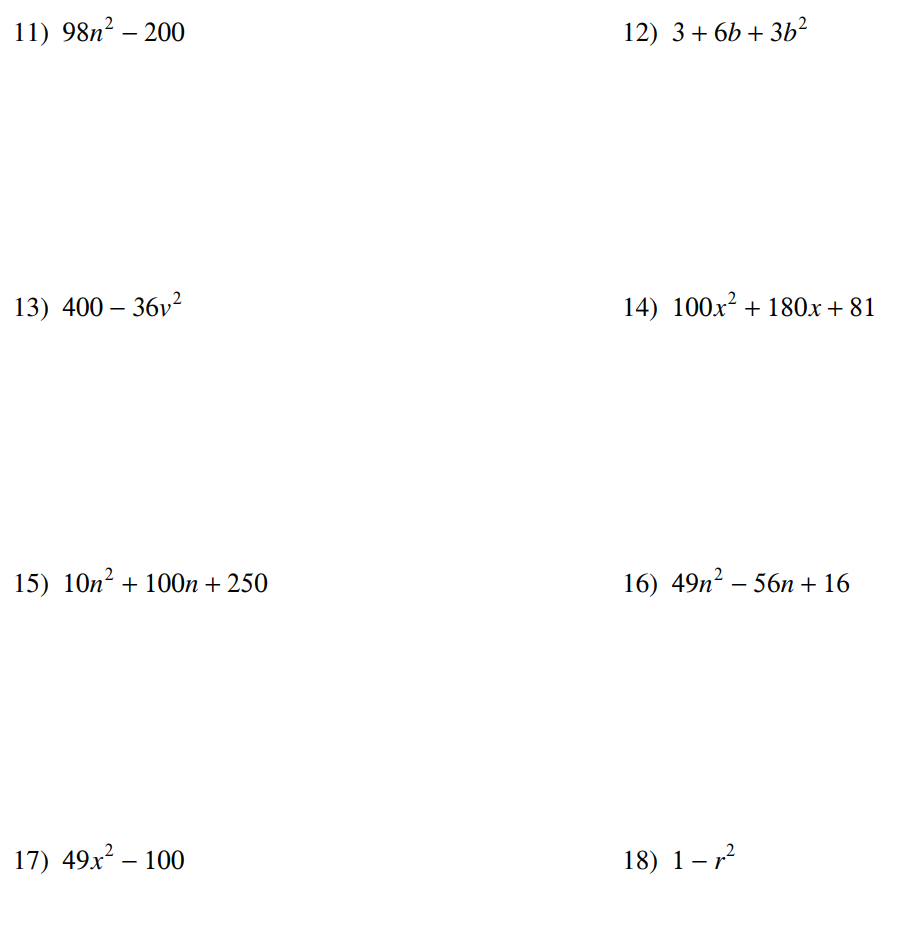 11) 98n² − 200
12) 3 + 6b + 3b²
13) 400 − 36v²
14) 100x² + 180x + 81
15) 10n² + 100n + 250
16) 49n² − 56n + 16
17) 49x² − 100
18) 1 − r²